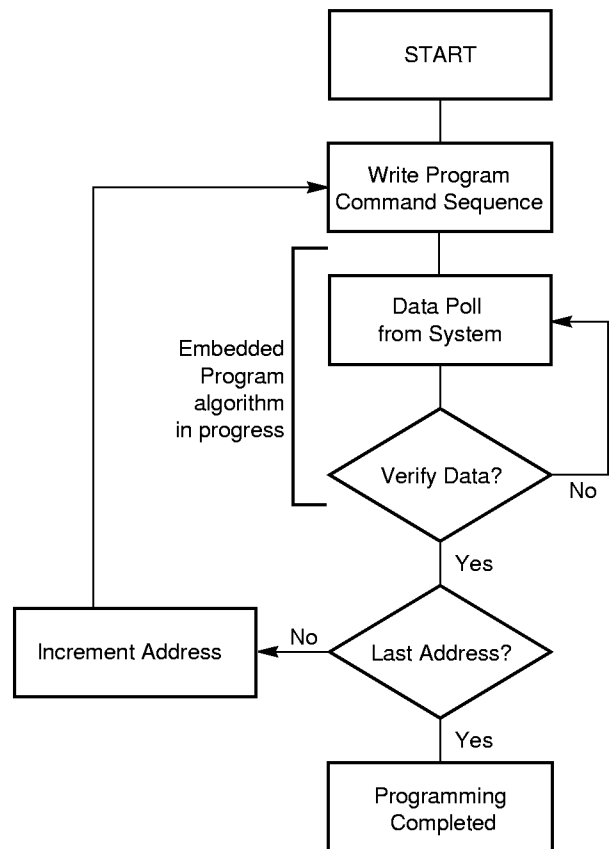 START
Write Program
Command Sequence
Data Poll
from System
Embedded
Program
algorithm
in progress
Verify Data?
No
Yes
Increment Address
No
Last Address?
Yes
Programming
Completed